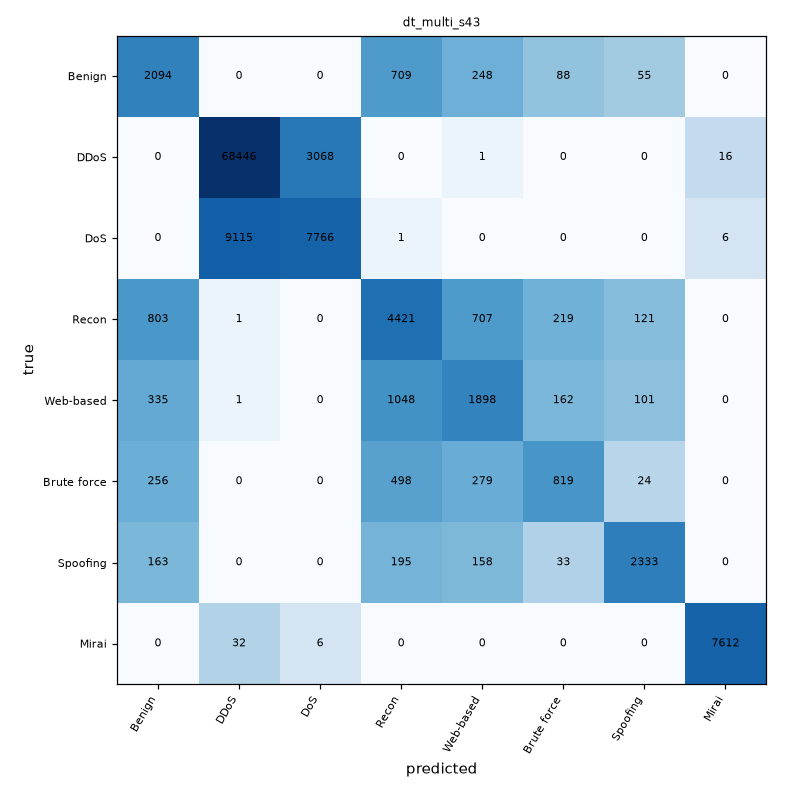 dt_multi_s43
Benign 2094 0 0 709 248 88 55 0
DDoS 0 68446 3068 0 1 0 0 16
DoS 0 9115 7766 1 0 0 0 6
Recon 803 1 0 4421 707 219 121 0
Web-based 335 1 0 1048 1898 162 101 0
Brute force 256 0 0 498 279 819 24 0
Spoofing 163 0 0 195 158 33 2333 0
Mirai 0 32 6 0 0 0 0 7612
true
Benign DDoS DoS Recon Web-based Brute force Spoofing Mirai
predicted